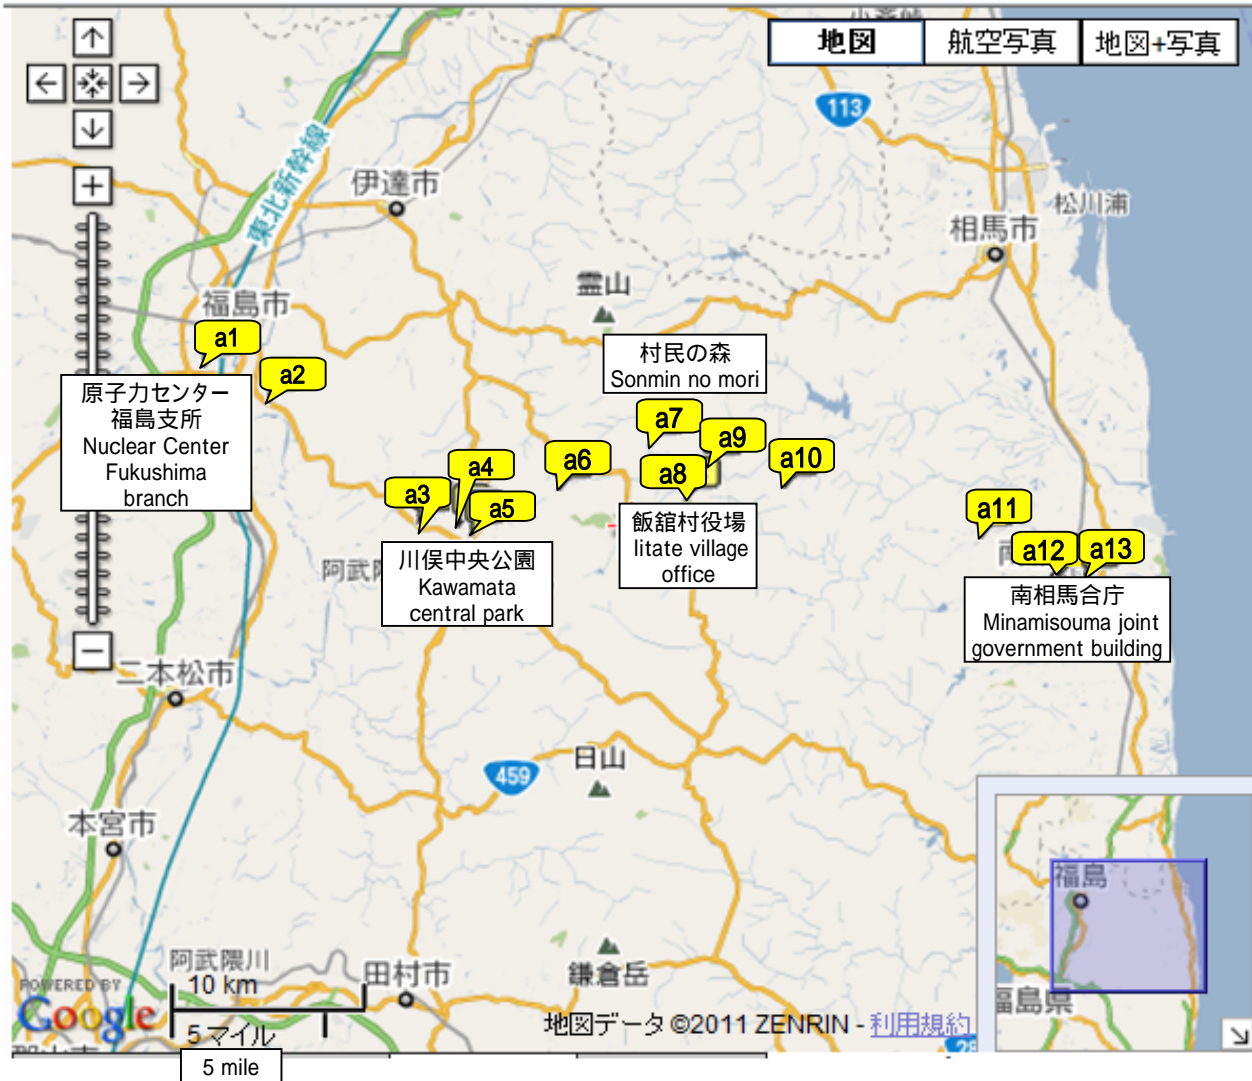 地図
航空写真
地図+写真
113
東北新幹線
伊達市
松川浦
相馬市
霊山
福島市
a1
村民の森
Sonmin no mori
a2
原子力センター
福島支所
Nuclear Center
Fukushima
branch
a7
a9
a4
a6
a8
a10
a3
a5
a11
飯舘村役場
Iitate village
office
a12
a13
川俣中央公園
Kawamata
central park
阿武
南相馬合庁
Minamisouma joint
government building
二本松市
日山
459
本宮市
福島
阿武隈川
田村市
鎌倉岳
福島県
10 km
POWERED BY
Google
5 マイル
地図データ ©2011 ZENRIN - 利用規約
5 mile